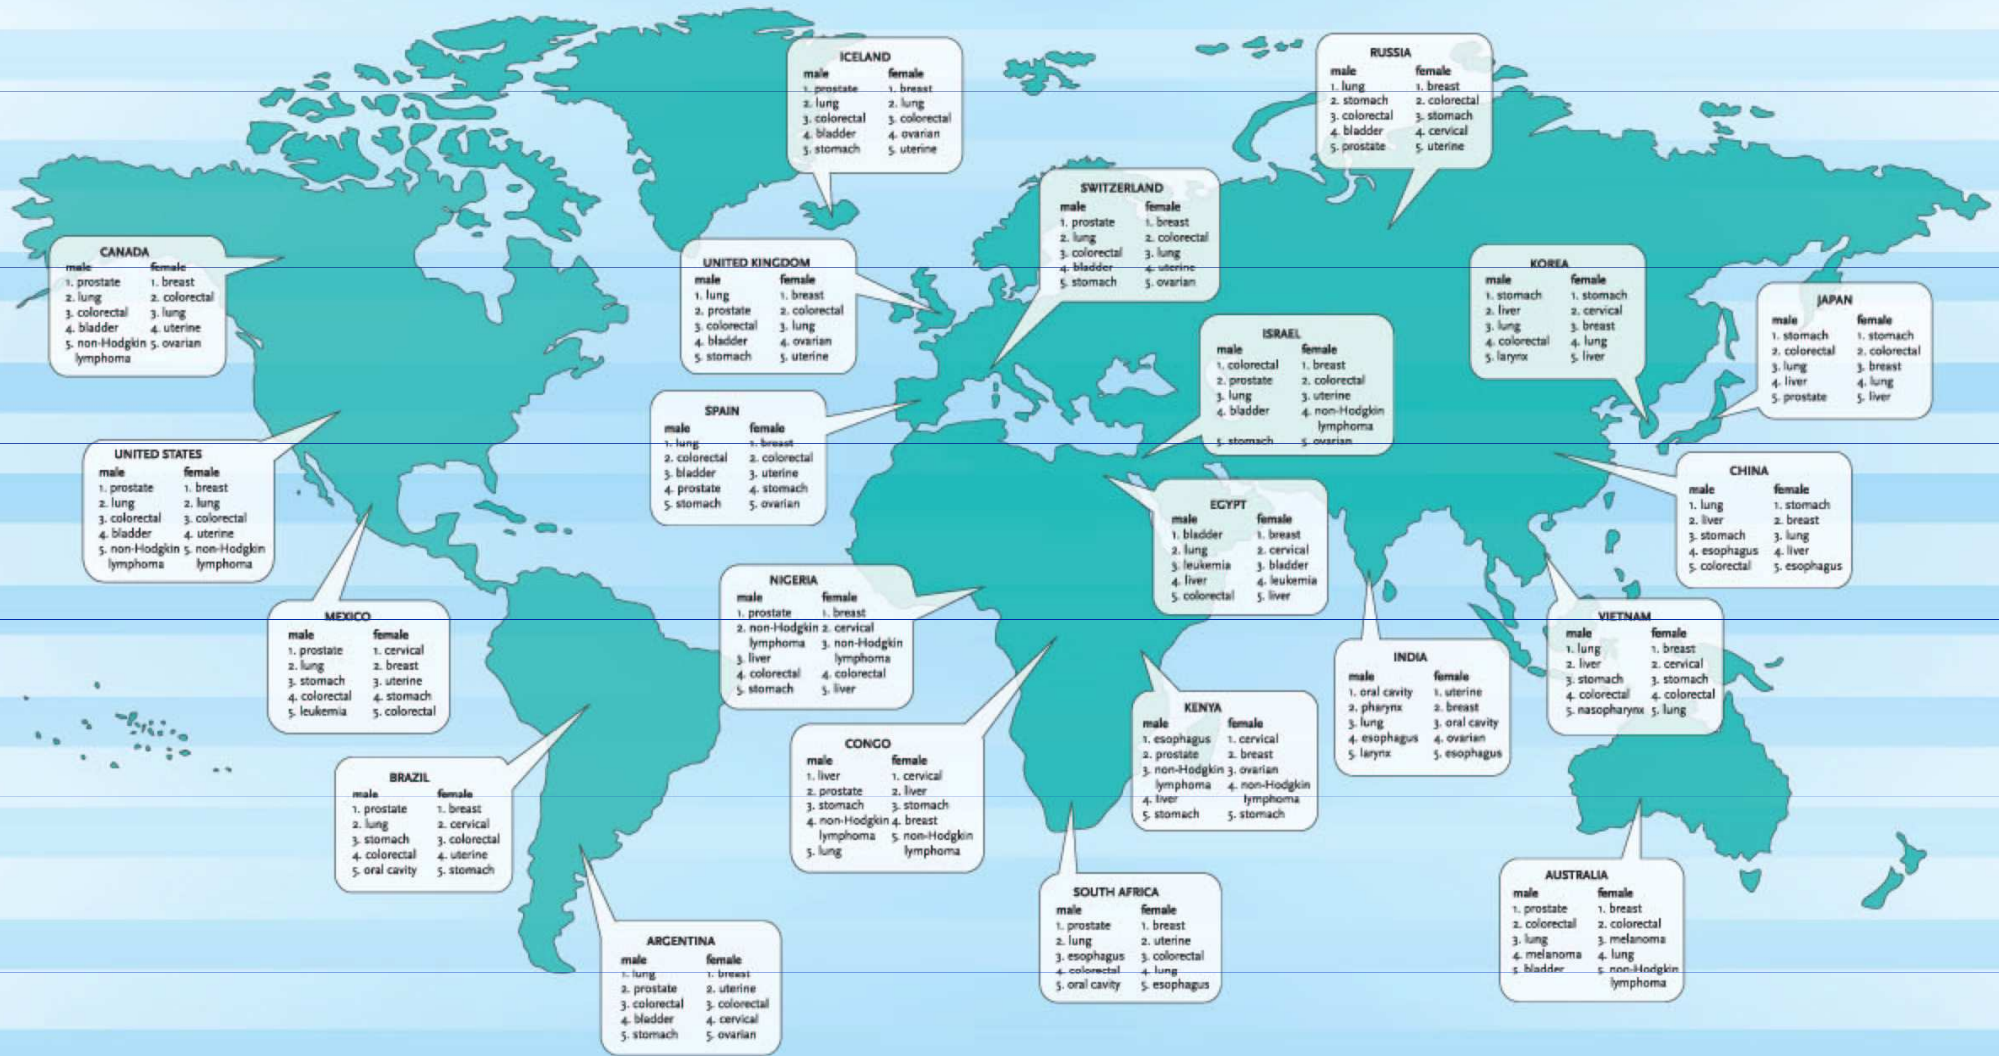 ICELAND
male female
1. prostate 1. breast
2. lung 2. lung
3. colorectal 3. colorectal
4. bladder 4. ovarian
5. stomach 5. uterine
RUSSIA
male female
1. lung 1. breast
2. stomach 2. colorectal
3. colorectal 3. stomach
4. bladder 4. cervical
5. prostate 5. uterine
SWITZERLAND
male female
1. prostate 1. breast
2. lung 2. colorectal
3. colorectal 3. lung
4. bladder 4. uterine
5. stomach 5. ovarian
CANADA
male female
1. prostate 1. breast
2. lung 2. colorectal
3. colorectal 3. lung
4. bladder 4. uterine
5. non-Hodgkin 5. ovarian
lymphoma
UNITED KINGDOM
male female
1. lung 1. breast
2. prostate 2. colorectal
3. colorectal 3. lung
4. bladder 4. ovarian
5. stomach 5. uterine
KOREA
male female
1. stomach 1. stomach
2. liver 2. cervical
3. lung 3. breast
4. colorectal 4. lung
5. larynx 5. liver
JAPAN
male female
1. stomach 1. stomach
2. colorectal 2. colorectal
3. lung 3. breast
4. liver 4. lung
5. prostate 5. liver
ISRAEL
male female
1. colorectal 1. breast
2. prostate 2. colorectal
3. lung 3. uterine
4. bladder 4. non-Hodgkin
lymphoma
5. stomach 5. ovarian
SPAIN
male female
1. lung 1. breast
2. colorectal 2. colorectal
3. bladder 3. uterine
4. prostate 4. stomach
5. stomach 5. ovarian
UNITED STATES
male female
1. prostate 1. breast
2. lung 2. lung
3. colorectal 3. colorectal
4. bladder 4. uterine
5. non-Hodgkin 5. non-Hodgkin
lymphoma lymphoma
CHINA
male female
1. lung 1. stomach
2. liver 2. breast
3. stomach 3. lung
4. esophagus 4. liver
5. colorectal 5. esophagus
EGYPT
male female
1. bladder 1. breast
2. lung 2. cervical
3. leukemia 3. bladder
4. liver 4. leukemia
5. colorectal 5. liver
NIGERIA
male female
1. prostate 1. breast
2. non-Hodgkin 2. cervical
lymphoma 3. non-Hodgkin
3. liver lymphoma
4. colorectal 4. colorectal
5. stomach 5. liver
MEXICO
male female
1. prostate 1. cervical
2. lung 2. breast
3. stomach 3. uterine
4. colorectal 4. stomach
5. leukemia 5. colorectal
VIETNAM
male female
1. lung 1. breast
2. liver 2. cervical
3. stomach 3. stomach
4. colorectal 4. colorectal
5. nasopharynx 5. lung
INDIA
male female
1. oral cavity 1. uterine
2. pharynx 2. breast
3. lung 3. oral cavity
4. esophagus 4. ovarian
5. larynx 5. esophagus
KENYA
male female
1. esophagus 1. cervical
2. prostate 2. breast
3. non-Hodgkin 3. ovarian
lymphoma 4. non-Hodgkin
4. liver lymphoma
5. stomach 5. stomach
CONGO
male female
1. liver 1. cervical
2. prostate 2. liver
3. stomach 3. stomach
4. non-Hodgkin 4. breast
lymphoma 5. non-Hodgkin
5. lung lymphoma
BRAZIL
male female
1. prostate 1. breast
2. lung 2. cervical
3. stomach 3. colorectal
4. colorectal 4. uterine
5. oral cavity 5. stomach
SOUTH AFRICA
male female
1. prostate 1. breast
2. lung 2. uterine
3. esophagus 3. colorectal
4. colorectal 4. lung
5. oral cavity 5. esophagus
AUSTRALIA
male female
1. prostate 1. breast
2. colorectal 2. colorectal
3. lung 3. melanoma
4. melanoma 4. lung
5. bladder 5. non-Hodgkin
lymphoma
ARGENTINA
male female
1. lung 1. breast
2. prostate 2. uterine
3. colorectal 3. colorectal
4. bladder 4. cervical
5. stomach 5. ovarian